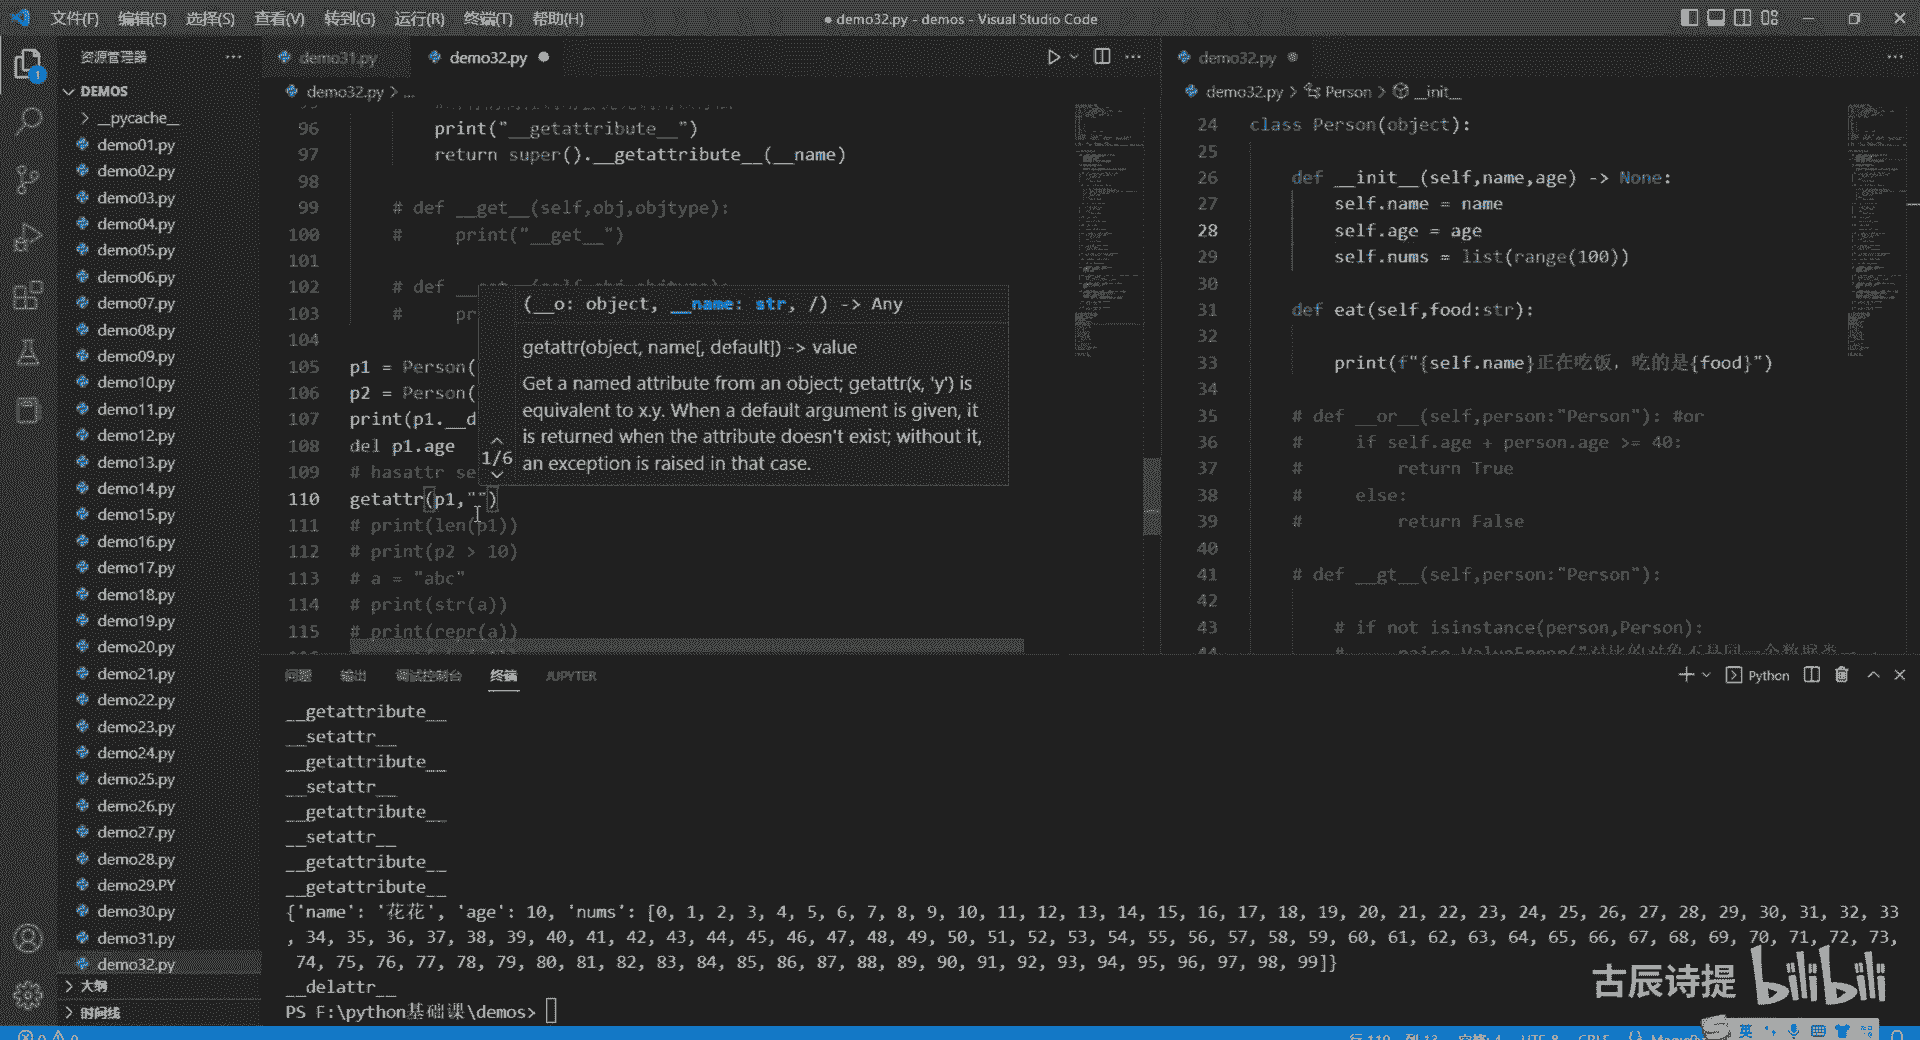 文件(F) 编辑(E) 选择(S) 查看(V) 转到(G) 运行(R) 终端(T) 帮助(H)
● demo32.py - demos - Visual Studio Code
资源管理器
DEMOS
__pycache__
demo01.py
demo02.py
demo03.py
demo04.py
demo05.py
demo06.py
demo07.py
demo08.py
demo09.py
demo10.py
demo11.py
demo12.py
demo13.py
demo14.py
demo15.py
demo16.py
demo17.py
demo18.py
demo19.py
demo20.py
demo21.py
demo22.py
demo23.py
demo24.py
demo25.py
demo26.py
demo27.py
demo28.py
demo29.PY
demo30.py
demo31.py
demo32.py
大纲
时间线
demo31.py demo32.py
demo32.py > ...
96 print("__getattribute__")
97 return super().__getattribute__(__name)
98
99 # def __get__(self,obj,objtype):
100 # print("__get__")
101
102 # def
103 # pr
104
105 p1 = Person(
106 p2 = Person(
107 print(p1.__d
108 del p1.age
109 # hasattr se
110 getattr(p1,"")
111 # print(len(p1))
112 # print(p2 > 10)
113 # a = "abc"
114 # print(str(a))
115 # print(repr(a))
(__o: object, __name: str, /) -> Any
getattr(object, name[, default]) -> value
Get a named attribute from an object; getattr(x, 'y') is
equivalent to x.y. When a default argument is given, it
is returned when the attribute doesn't exist; without it,
an exception is raised in that case.
1/6
demo32.py
demo32.py > Person > __init__
24 class Person(object):
25
26 def __init__(self,name,age) -> None:
27 self.name = name
28 self.age = age
29 self.nums = list(range(100))
30
31 def eat(self,food:str):
32
33 print(f"{self.name}正在吃饭，吃的是{food}")
34
35 # def __or__(self,person:"Person"): #or
36 # if self.age + person.age >= 40:
37 # return True
38 # else:
39 # return False
40
41 # def __gt__(self,person:"Person"):
42
43 # if not isinstance(person,Person):
44
问题 输出 调试控制台 终端 JUPYTER
Python
__getattribute__
__setattr__
__getattribute__
__setattr__
__getattribute__
__setattr__
__getattribute__
__getattribute__
{'name': '花花', 'age': 10, 'nums': [0, 1, 2, 3, 4, 5, 6, 7, 8, 9, 10, 11, 12, 13, 14, 15, 16, 17, 18, 19, 20, 21, 22, 23, 24, 25, 26, 27, 28, 29, 30, 31, 32, 33
, 34, 35, 36, 37, 38, 39, 40, 41, 42, 43, 44, 45, 46, 47, 48, 49, 50, 51, 52, 53, 54, 55, 56, 57, 58, 59, 60, 61, 62, 63, 64, 65, 66, 67, 68, 69, 70, 71, 72, 73,
74, 75, 76, 77, 78, 79, 80, 81, 82, 83, 84, 85, 86, 87, 88, 89, 90, 91, 92, 93, 94, 95, 96, 97, 98, 99]}
__delattr__
PS F:\python基础课\demos>
古辰诗提 bilibili
英